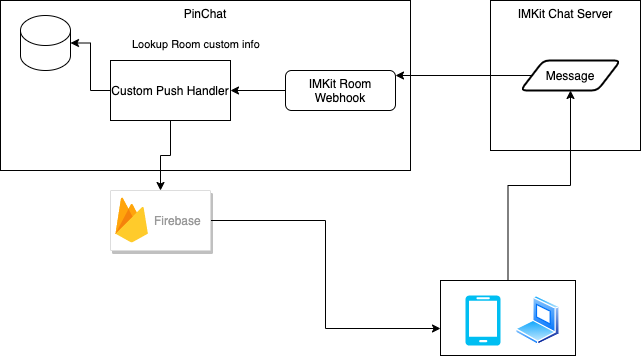 PinChat
IMKit Chat Server
Lookup Room custom info
Custom Push Handler
IMKit Room
Webhook
Message
Firebase